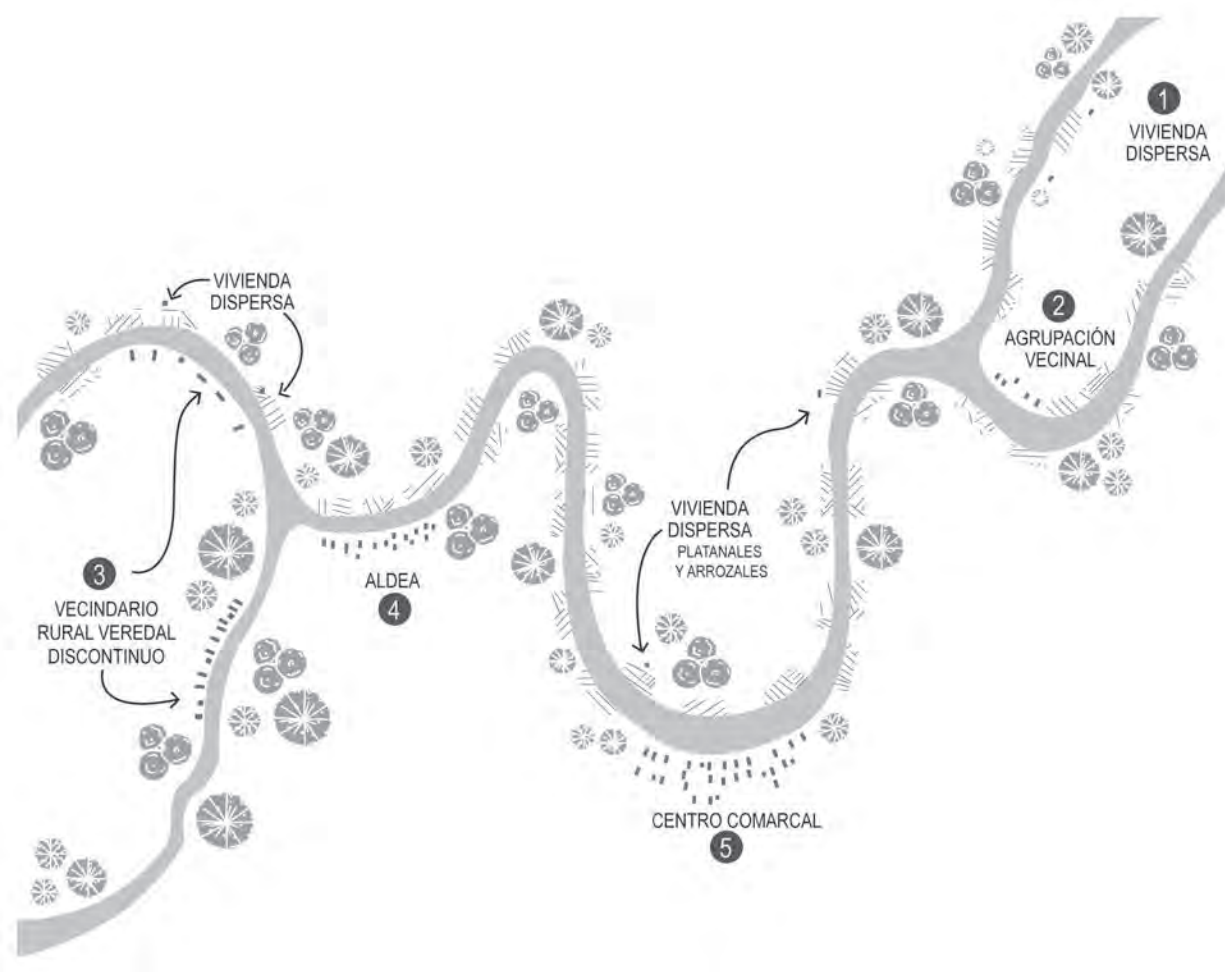 1
VIVIENDA
DISPERSA
2
AGRUPACIÓN
VECINAL
VIVIENDA
DISPERSA
VIVIENDA
DISPERSA
PLATANALES
Y ARROZALES
3
VECINDARIO
RURAL VEREDAL
DISCONTINUO
ALDEA
4
CENTRO COMARCAL
5